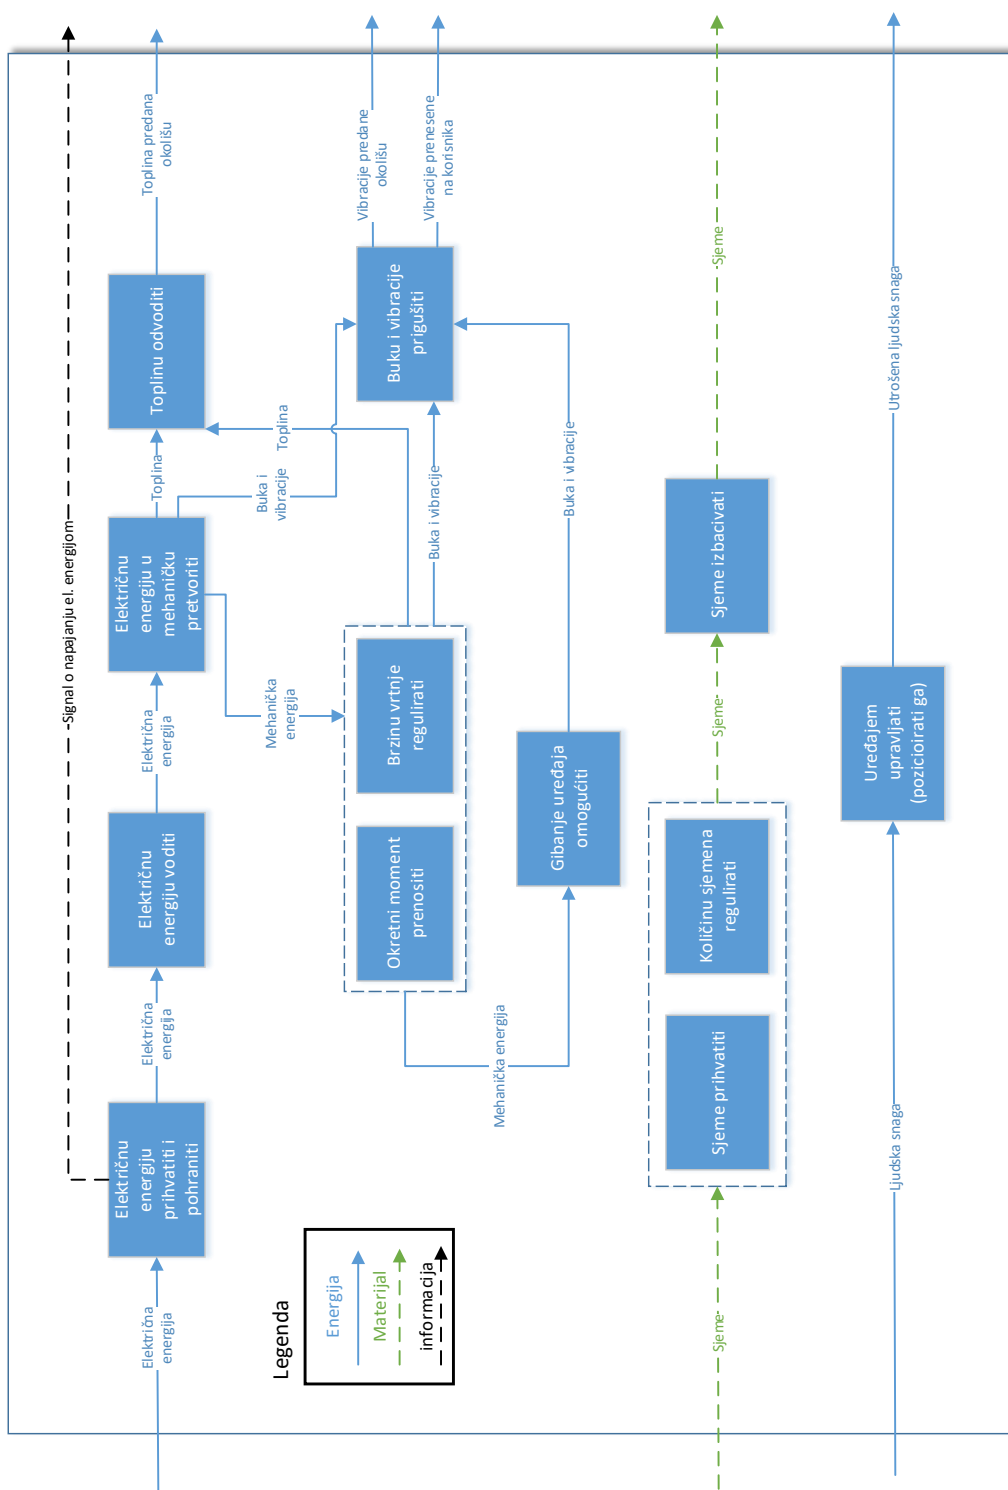 Signal o napajanju el. energijom
Električna
energija
Električnu
energiju
prihvatiti i
pohraniti
Električna
energija
Električnu
energiju voditi
Električna
energija
Električnu
energiju u
mehaničku
pretvoriti
Toplina
Toplinu odvoditi
Toplina predana
okolišu
Buka i
vibracije
Toplina
Mehanička
energija
Okretni moment
prenositi
Brzinu vrtnje
regulirati
Buka i vibracije
Buku i vibracije
prigušiti
Vibracije predane
okolišu
Vibracije prenesene
na korisnika
Mehanička energija
Gibanje uređaja
omogućiti
Buka i vibracije
Legenda
Energija
Materijal
informacija
Sjeme
Sjeme prihvatiti
Količinu sjemena
regulirati
Sjeme
Sjeme izbacivati
Sjeme
Ljudska snaga
Uređajem
upravljati
(pozicioirati ga)
Utrošena ljudska snaga